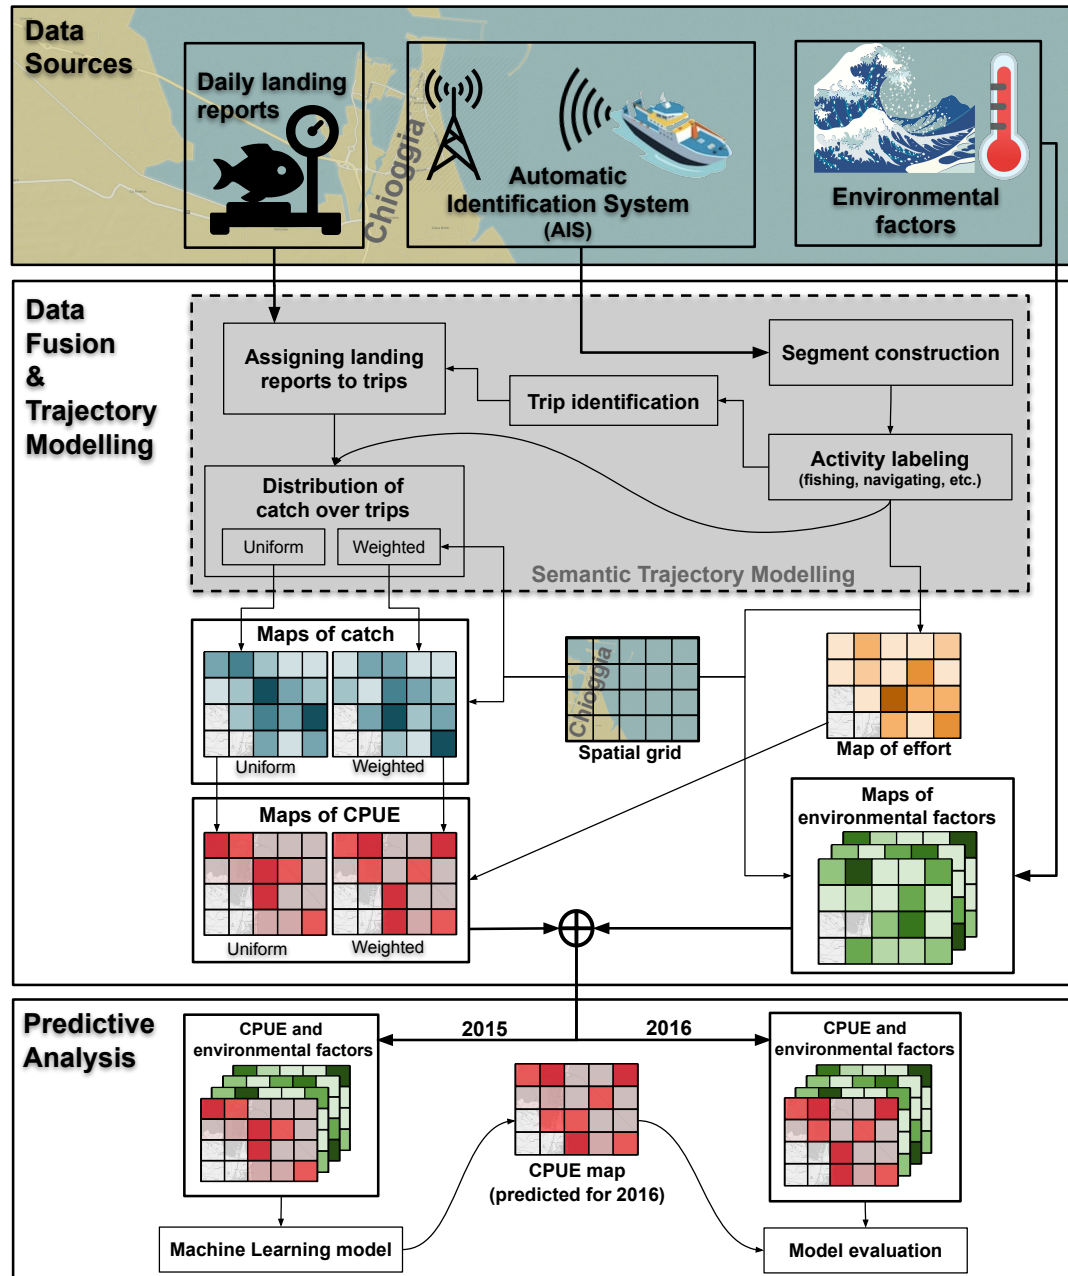 Data
Sources
Daily landing
reports
Chioggia
Automatic
Identification System
(AIS)
Environmental
factors
Data
Fusion
&
Trajectory
Modelling
Assigning landing
reports to trips
Segment construction
Trip identification
Activity labeling
(fishing, navigating, etc.)
Distribution of
catch over trips
Uniform
Weighted
Semantic Trajectory Modelling
Maps of catch
Uniform
Weighted
Chioggia
Spatial grid
Map of effort
Maps of CPUE
Uniform
Weighted
Maps of
environmental factors
Predictive
Analysis
2015
2016
CPUE and
environmental factors
CPUE and
environmental factors
CPUE map
(predicted for 2016)
Machine Learning model
Model evaluation